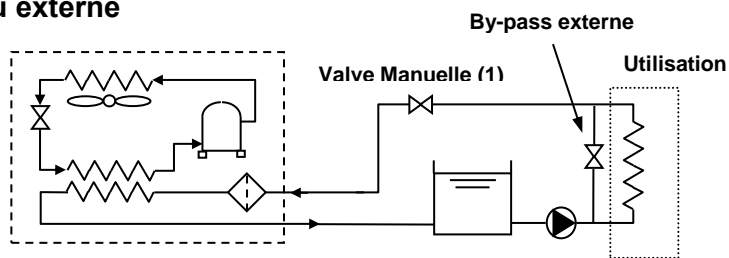 u externe
By-pass externe
Utilisation
Valve Manuelle (1)